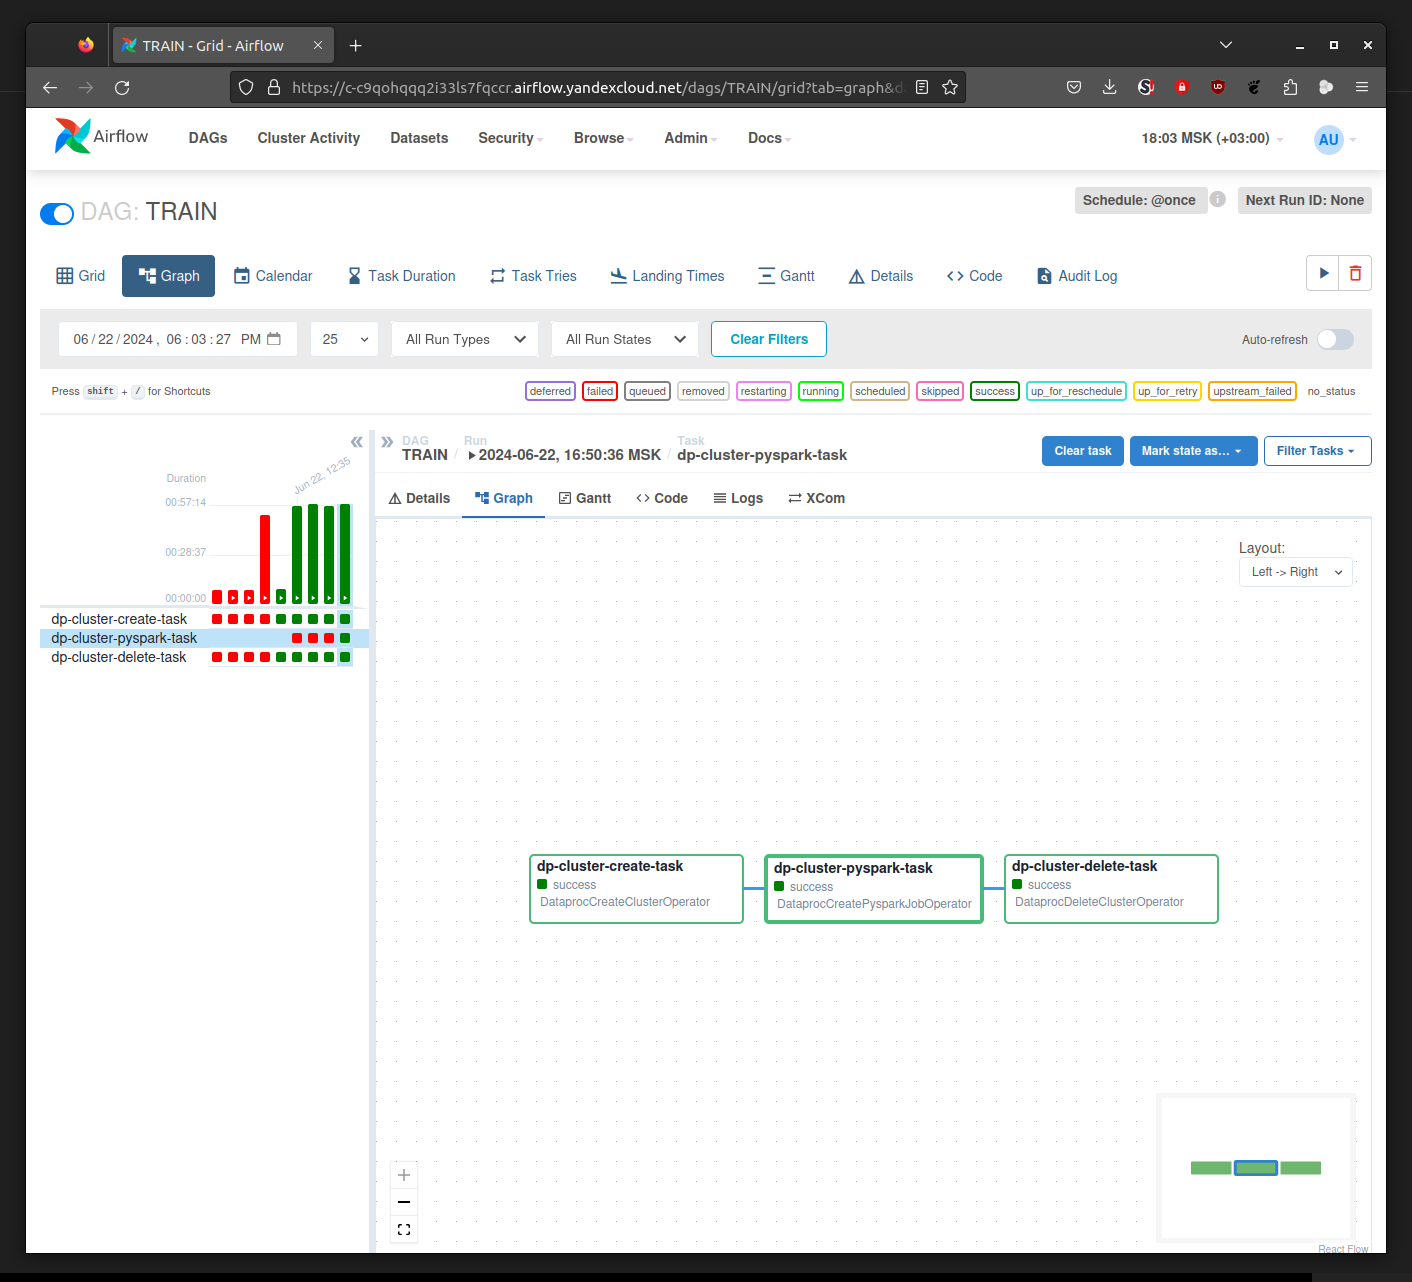 TRAIN - Grid - Airflow
https://c-c9qohqqq2i33ls7fqccr.airflow.yandexcloud.net/dags/TRAIN/grid?tab=graph&d
Airflow
DAGs Cluster Activity Datasets Security Browse Admin Docs 18:03 MSK (+03:00) AU
DAG: TRAIN
Schedule: @once i Next Run ID: None
Grid Graph Calendar Task Duration Task Tries Landing Times Gantt Details Code Audit Log
06/22/2024, 06:03:27 PM 25 All Run Types All Run States Clear Filters Auto-refresh
Press shift + / for Shortcuts deferred failed queued removed restarting running scheduled skipped success up_for_reschedule up_for_retry upstream_failed no_status
Jun 22, 12:35
Duration
00:57:14
00:28:37
00:00:00
dp-cluster-create-task
dp-cluster-pyspark-task
dp-cluster-delete-task
DAG Run Task
TRAIN / 2024-06-22, 16:50:36 MSK / dp-cluster-pyspark-task
Clear task Mark state as... Filter Tasks
Details Graph Gantt Code Logs XCom
Layout:
Left -> Right
dp-cluster-create-task
success
DataprocCreateClusterOperator
dp-cluster-pyspark-task
success
DataprocCreatePysparkJobOperator
dp-cluster-delete-task
success
DataprocDeleteClusterOperator
React Flow